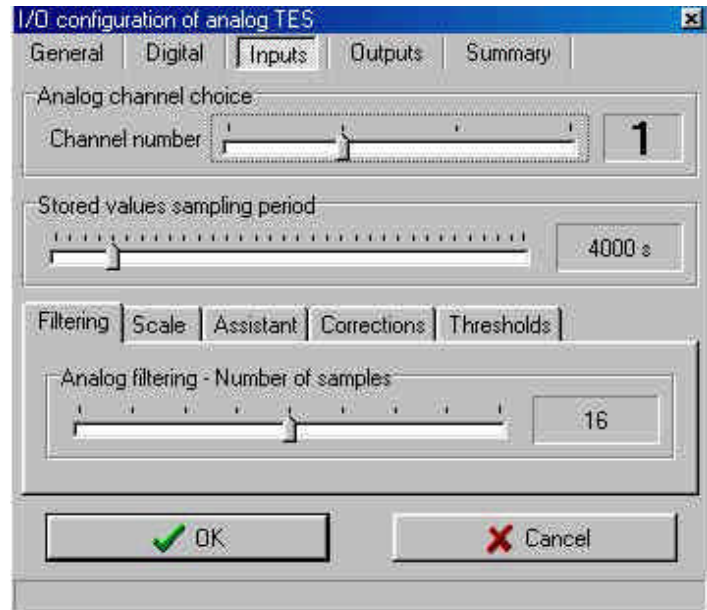 I/O configuration of analog TES
General Digital Inputs Outputs Summary
Analog channel choice
Channel number 1
Stored values sampling period
4000 s
Filtering Scale Assistant Corrections Thresholds
Analog filtering - Number of samples
16
OK Cancel